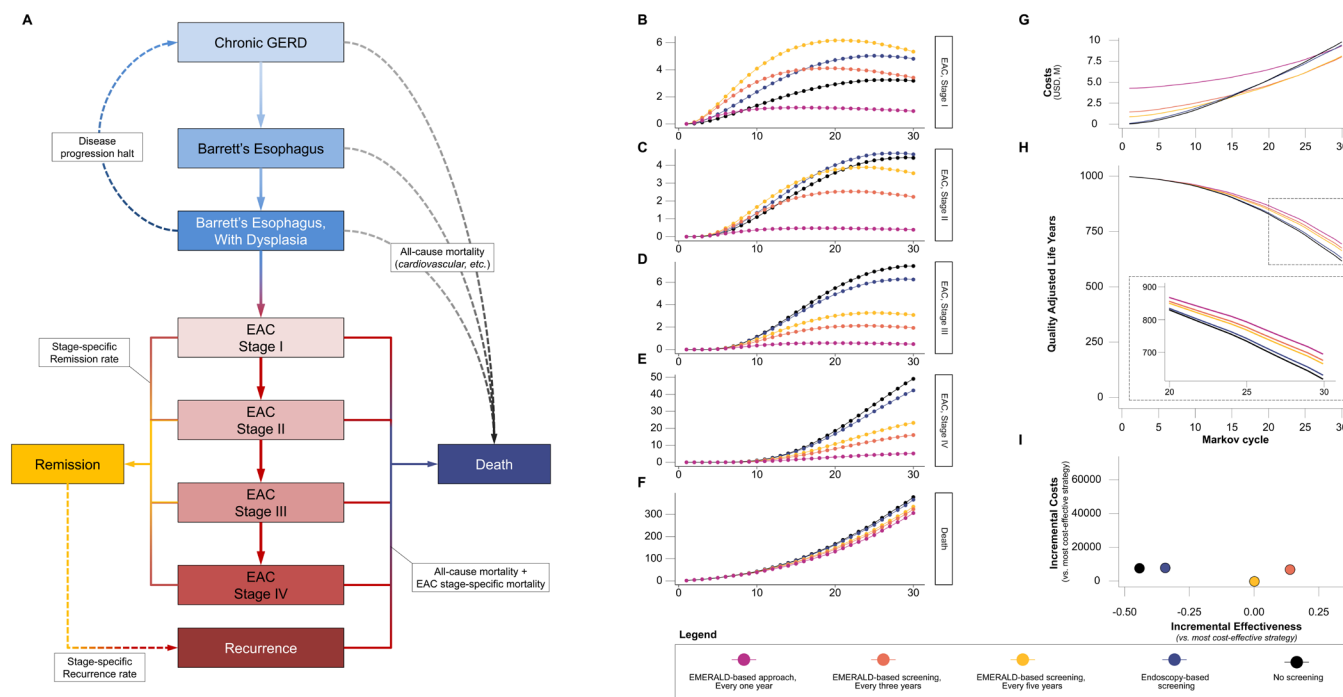 A
Chronic GERD
Disease
progression halt
Barrett's Esophagus
Barrett's Esophagus,
With Dysplasia
All-cause mortality
(cardiovascular, etc.)
EAC
Stage I
Stage-specific
Remission rate
EAC
Stage II
Remission
Death
EAC
Stage III
All-cause mortality +
EAC stage-specific mortality
EAC
Stage IV
Recurrence
Stage-specific
Recurrence rate
B
6
4
2
0
0 10 20 30
EAC, Stage I
C
4
3
2
1
0
0 10 20 30
EAC, Stage II
D
6
4
2
0
0 10 20 30
EAC, Stage III
E
50
40
30
20
10
0
0 10 20 30
EAC, Stage IV
F
300
200
100
0
0 10 20 30
Death
G
Costs
(USD, M)
10
7.5
5.0
2.5
0
0 5 10 15 20 25 30
H
Quality Adjusted Life Years
1000
750
500
250
0
900
800
700
20 25 30
0 5 10 15 20 25 30
Markov cycle
I
Incremental Costs
(vs. most cost-effective strategy)
60000
40000
20000
0
-0.50 -0.25 0.00 0.25
Incremental Effectiveness
(vs. most cost-effective strategy)
Legend
EMERALD-based approach,
Every one year
EMERALD-based screening,
Every three years
EMERALD-based screening,
Every five years
Endoscopy-based
screening
No screening